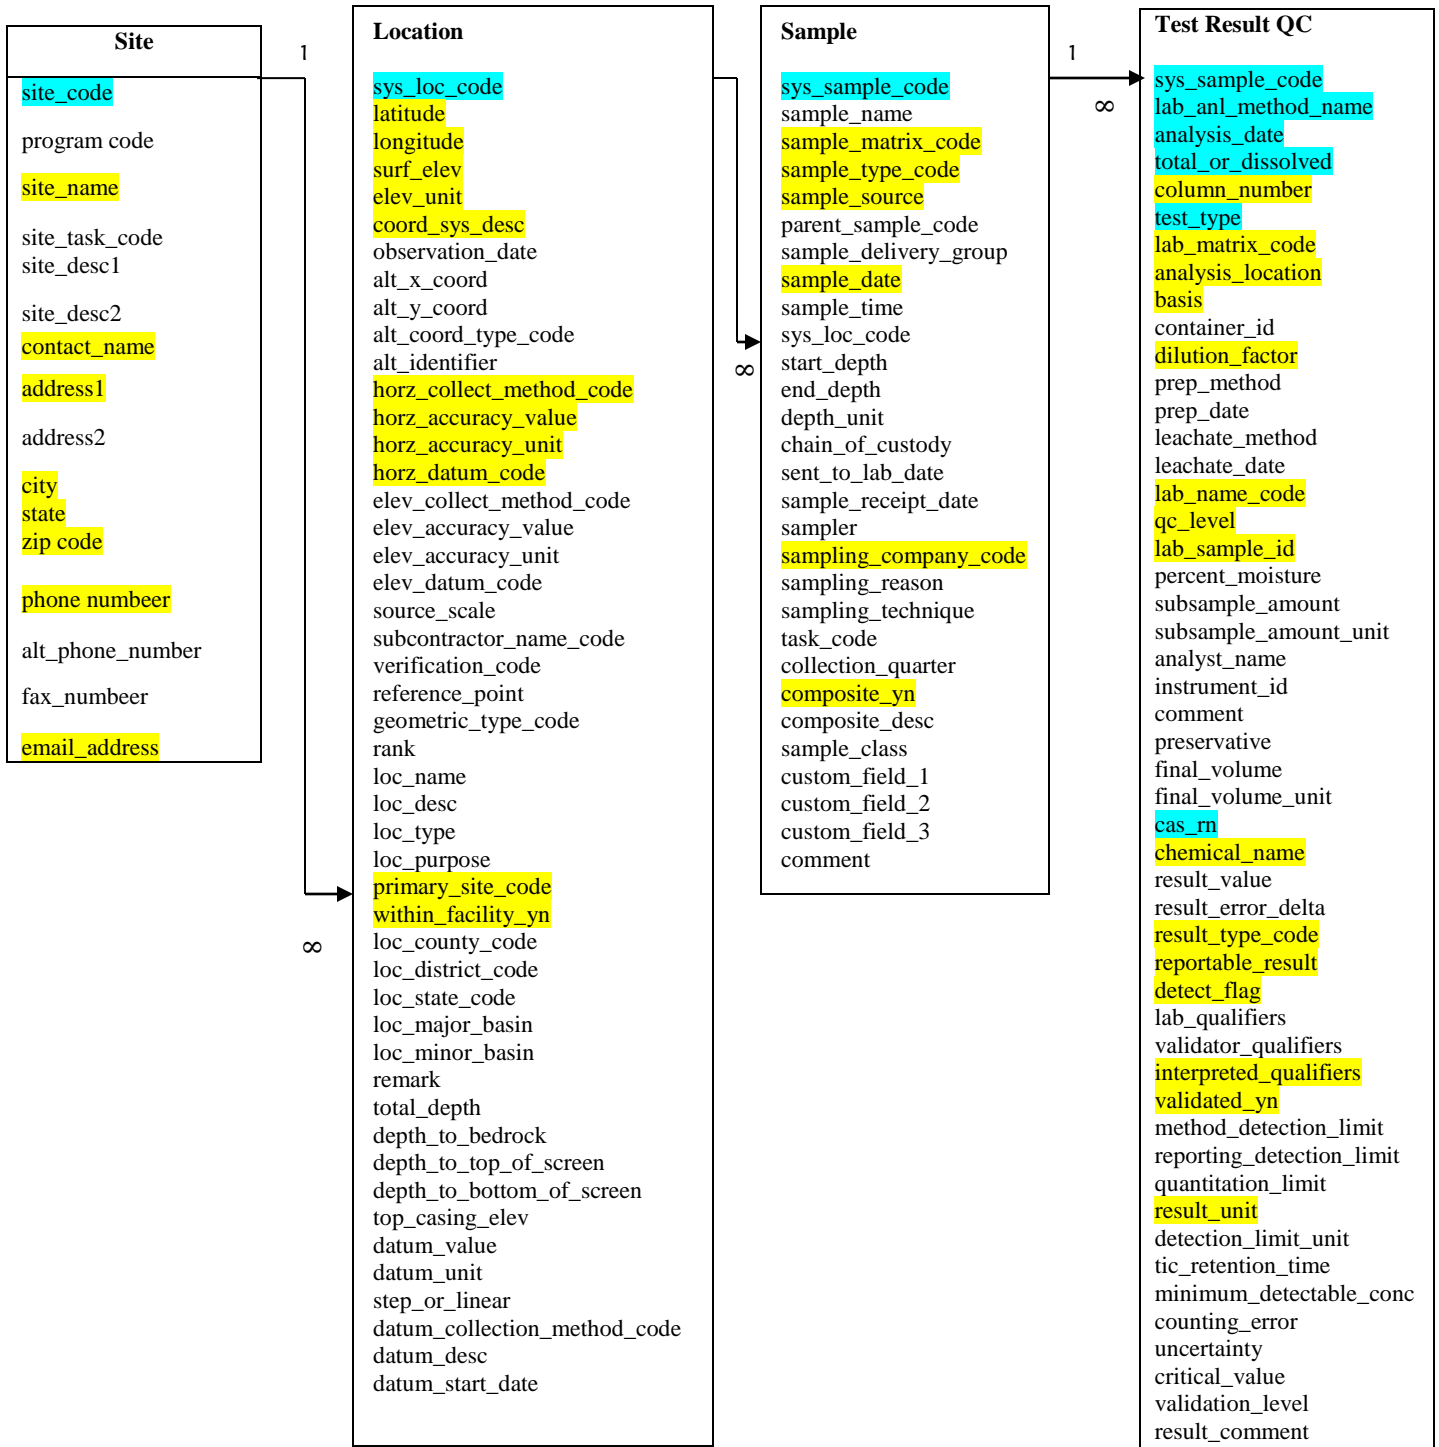 Site
site_code
program code
site_name
site_task_code
site_desc1
site_desc2
contact_name
address1
address2
city
state
zip code
phone numbeer
alt_phone_number
fax_numbeer
email_address
1
∞
Location
sys_loc_code
latitude
longitude
surf_elev
elev_unit
coord_sys_desc
observation_date
alt_x_coord
alt_y_coord
alt_coord_type_code
alt_identifier
horz_collect_method_code
horz_accuracy_value
horz_accuracy_unit
horz_datum_code
elev_collect_method_code
elev_accuracy_value
elev_accuracy_unit
elev_datum_code
source_scale
subcontractor_name_code
verification_code
reference_point
geometric_type_code
rank
loc_name
loc_desc
loc_type
loc_purpose
primary_site_code
within_facility_yn
loc_county_code
loc_district_code
loc_state_code
loc_major_basin
loc_minor_basin
remark
total_depth
depth_to_bedrock
depth_to_top_of_screen
depth_to_bottom_of_screen
top_casing_elev
datum_value
datum_unit
step_or_linear
datum_collection_method_code
datum_desc
datum_start_date
∞
Sample
sys_sample_code
sample_name
sample_matrix_code
sample_type_code
sample_source
parent_sample_code
sample_delivery_group
sample_date
sample_time
sys_loc_code
start_depth
end_depth
depth_unit
chain_of_custody
sent_to_lab_date
sample_receipt_date
sampler
sampling_company_code
sampling_reason
sampling_technique
task_code
collection_quarter
composite_yn
composite_desc
sample_class
custom_field_1
custom_field_2
custom_field_3
comment
1
∞
Test Result QC
sys_sample_code
lab_anl_method_name
analysis_date
total_or_dissolved
column_number
test_type
lab_matrix_code
analysis_location
basis
container_id
dilution_factor
prep_method
prep_date
leachate_method
leachate_date
lab_name_code
qc_level
lab_sample_id
percent_moisture
subsample_amount
subsample_amount_unit
analyst_name
instrument_id
comment
preservative
final_volume
final_volume_unit
cas_rn
chemical_name
result_value
result_error_delta
result_type_code
reportable_result
detect_flag
lab_qualifiers
validator_qualifiers
interpreted_qualifiers
validated_yn
method_detection_limit
reporting_detection_limit
quantitation_limit
result_unit
detection_limit_unit
tic_retention_time
minimum_detectable_conc
counting_error
uncertainty
critical_value
validation_level
result_comment